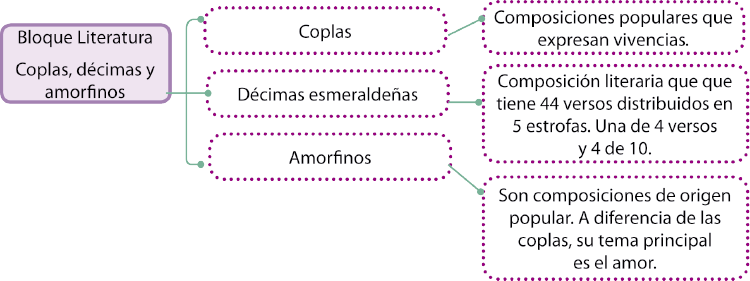 Bloque Literatura
Coplas, décimas y
amorfinos
Coplas
Composiciones populares que
expresan vivencias.
Décimas esmeraldeñas
Composición literaria que que
tiene 44 versos distribuidos en
5 estrofas. Una de 4 versos
y 4 de 10.
Amorfinos
Son composiciones de origen
popular. A diferencia de las
coplas, su tema principal
es el amor.